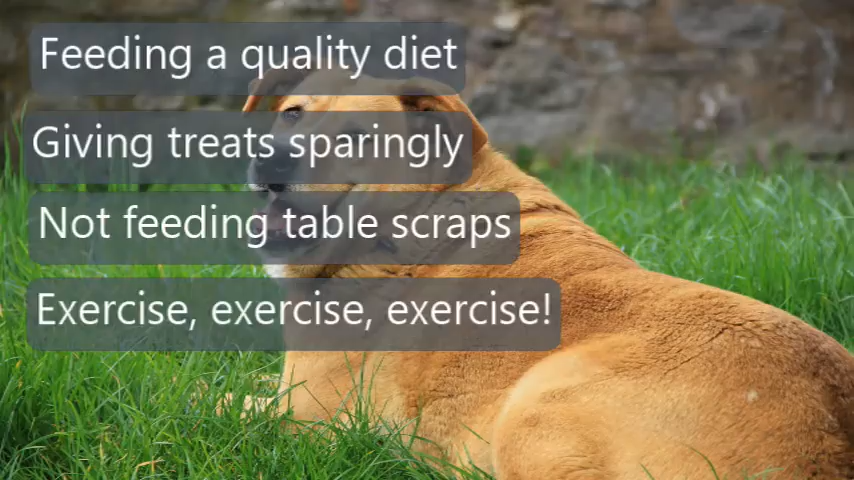 Feeding a quality diet
Giving treats sparingly
Not feeding table scraps
Exercise, exercise, exercise!